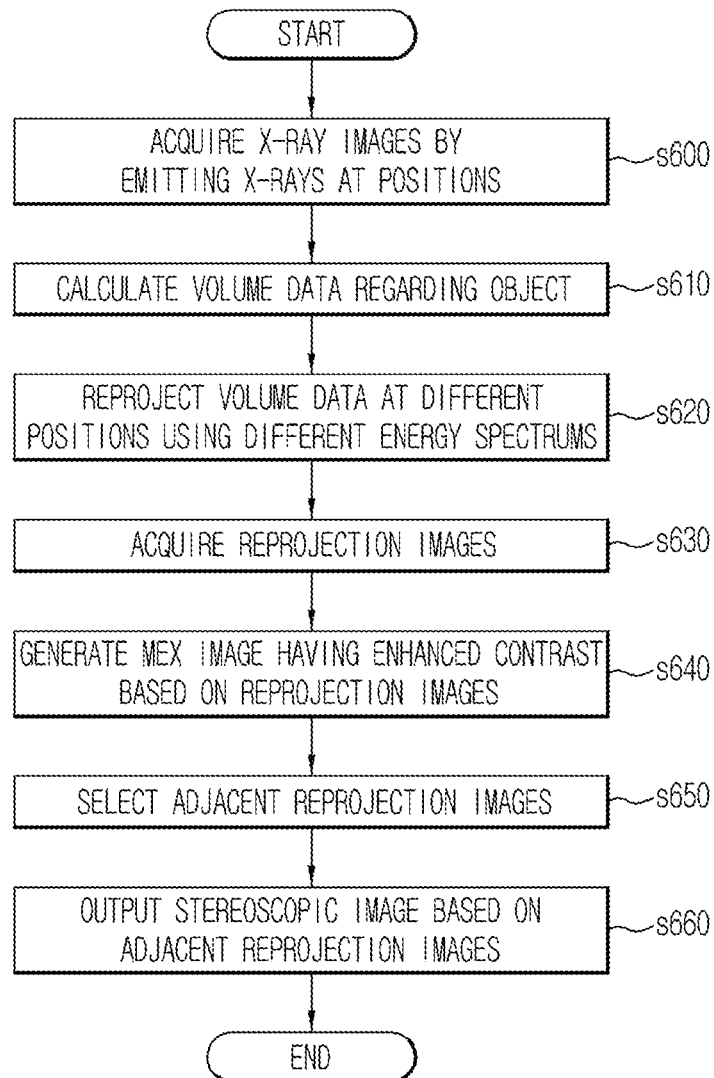 START
ACQUIRE X-RAY IMAGES BY
EMITTING X-RAYS AT POSITIONS
s600
CALCULATE VOLUME DATA REGARDING OBJECT
s610
REPROJECT VOLUME DATA AT DIFFERENT
POSITIONS USING DIFFERENT ENERGY SPECTRUMS
s620
ACQUIRE REPROJECTION IMAGES
s630
GENERATE MEX IMAGE HAVING ENHANCED CONTRAST
BASED ON REPROJECTION IMAGES
s640
SELECT ADJACENT REPROJECTION IMAGES
s650
OUTPUT STEREOSCOPIC IMAGE BASED ON
ADJACENT REPROJECTION IMAGES
s660
END